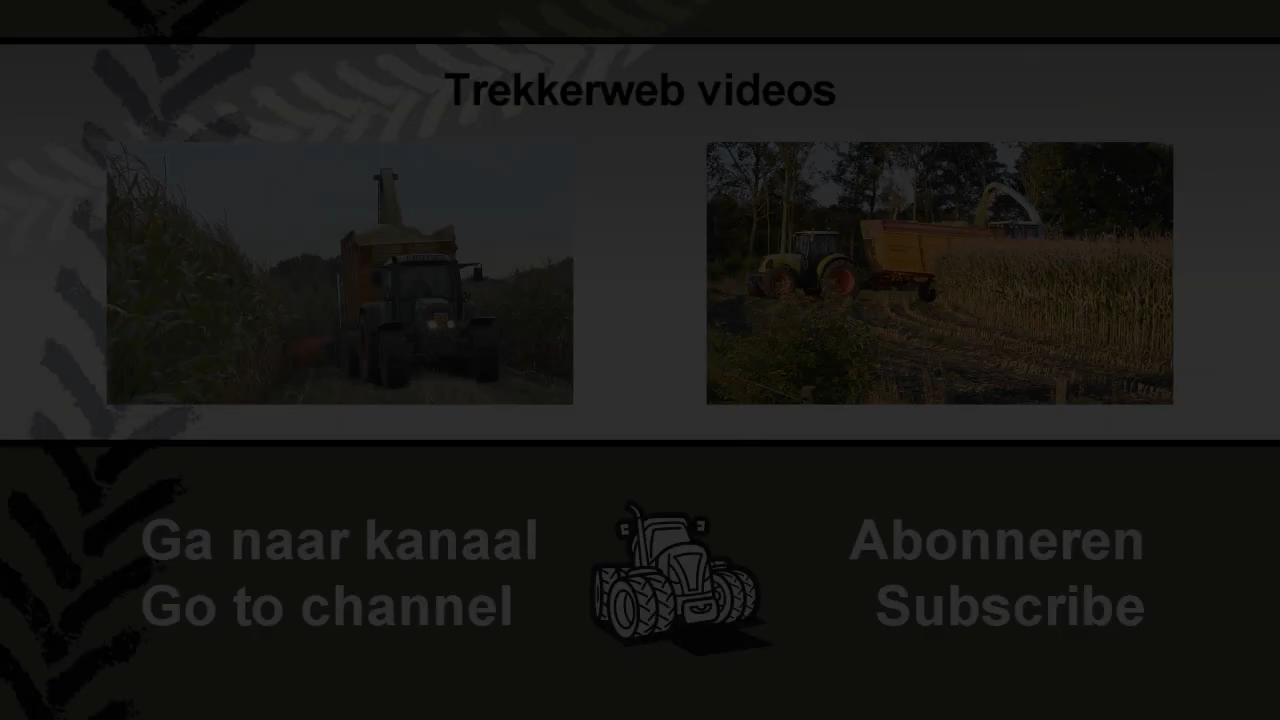 Trekkerweb videos
Ga naar kanaal
Go to channel
Abonneren
Subscribe